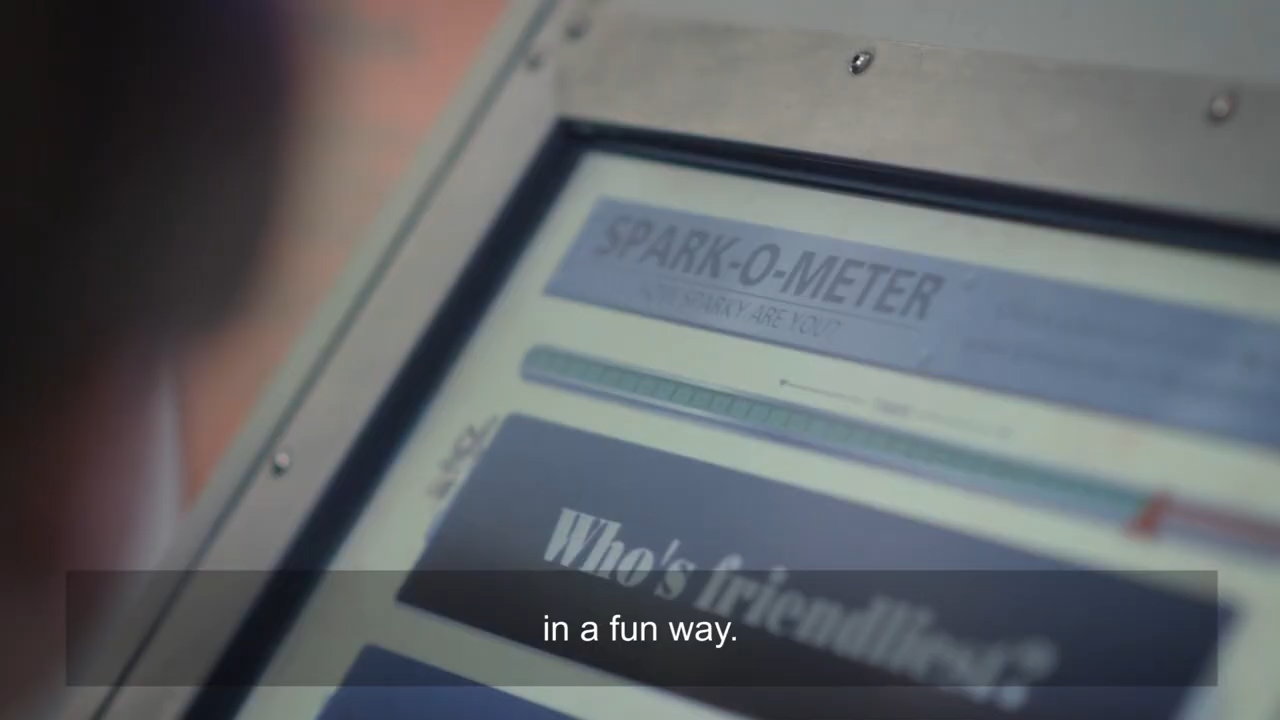 SPARK-O-METER
HOW SPARKY ARE YOU?
Who's friendliest?
in a fun way.